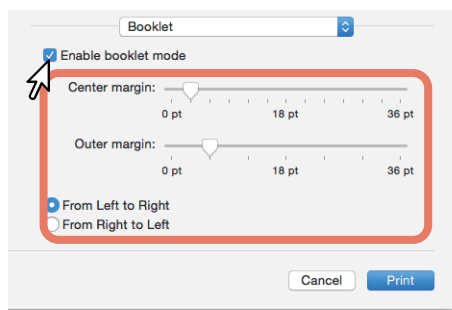 Booklet
Enable booklet mode
Center margin:
0 pt 18 pt 36 pt
Outer margin:
0 pt 18 pt 36 pt
From Left to Right
From Right to Left
Cancel Print